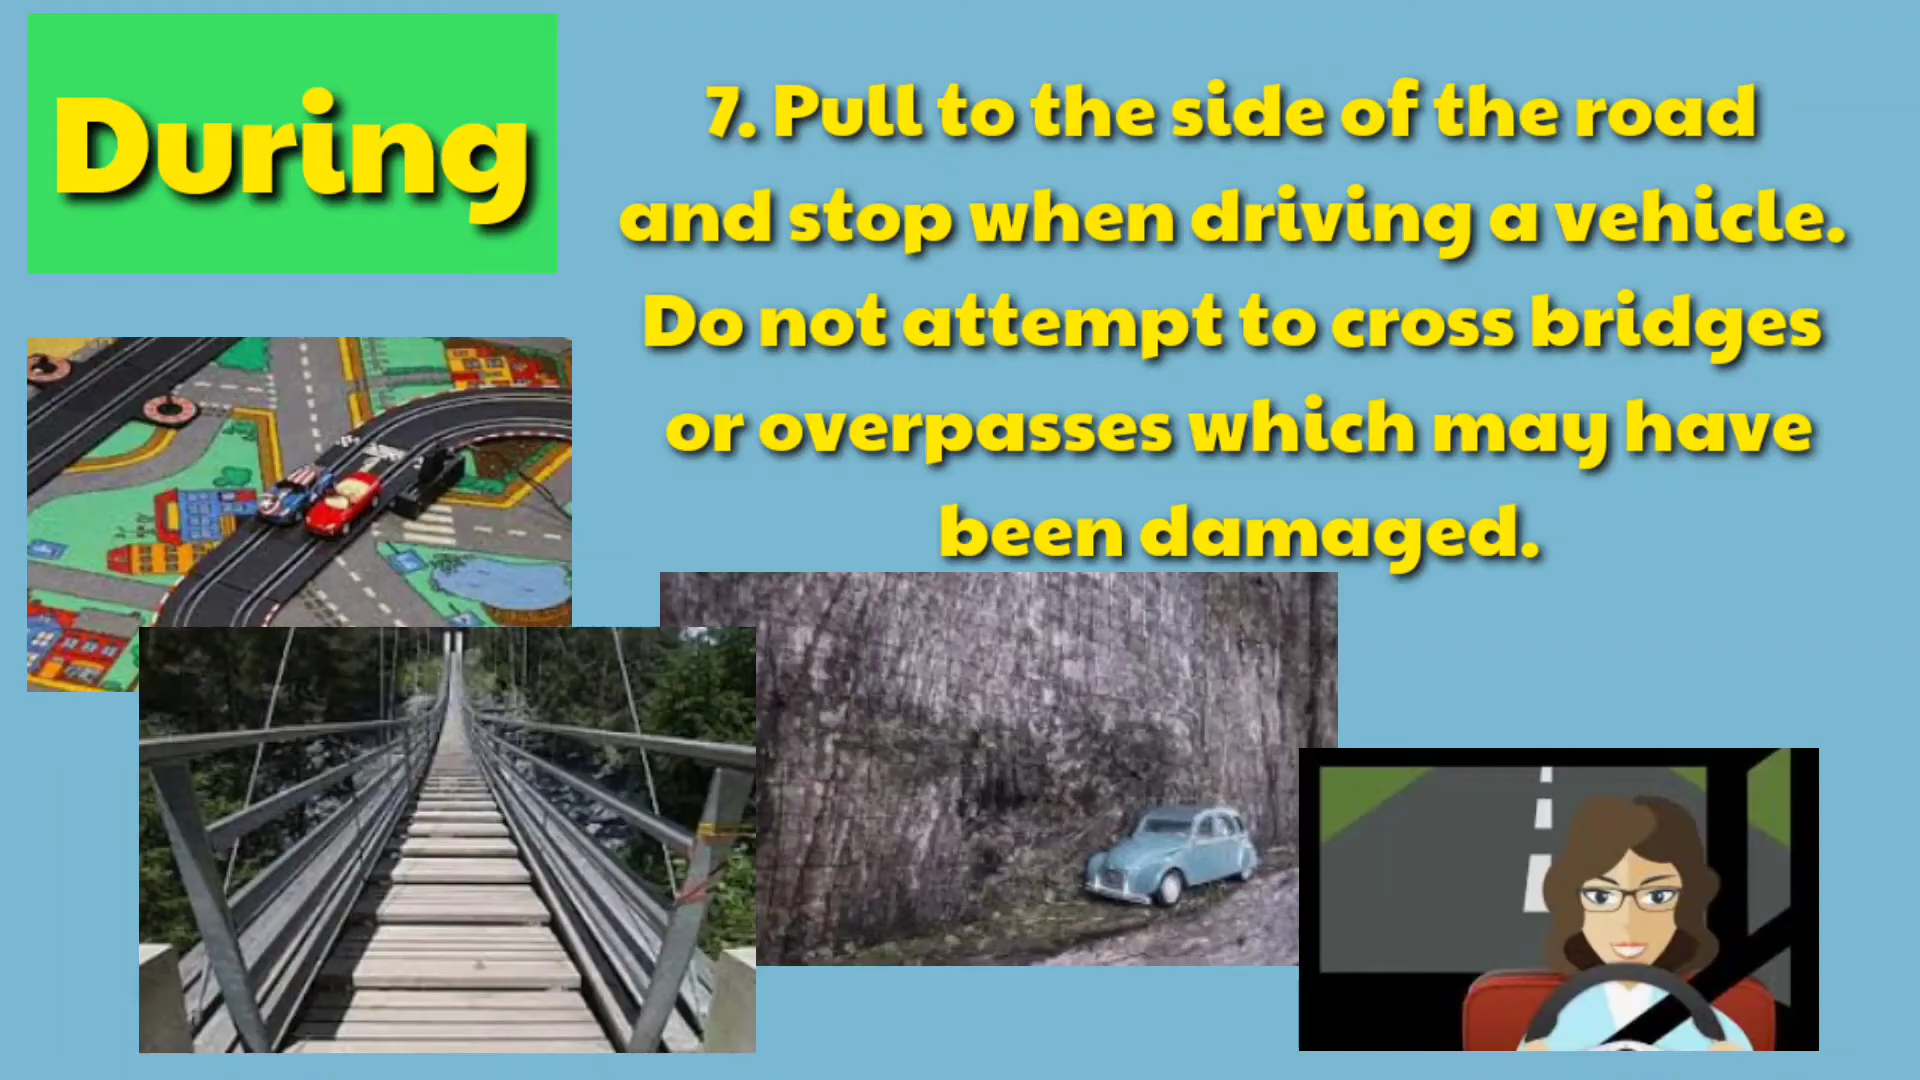 During
7. Pull to the side of the road
and stop when driving a vehicle.
Do not attempt to cross bridges
or overpasses which may have
been damaged.